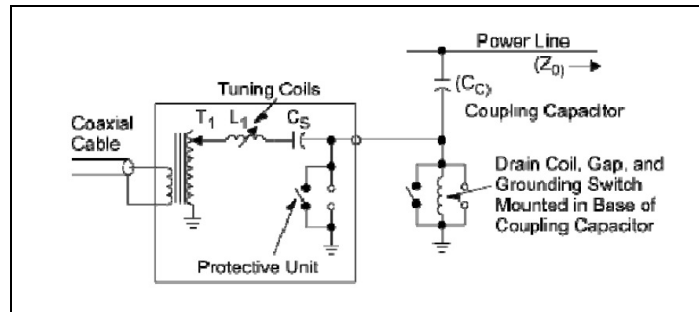 Power Line
(Z0)
(CC)
Coupling Capacitor
Tuning Coils
T1 L1 CS
Coaxial
Cable
Drain Coil, Gap, and
Grounding Switch
Mounted in Base of
Coupling Capacitor
Protective Unit